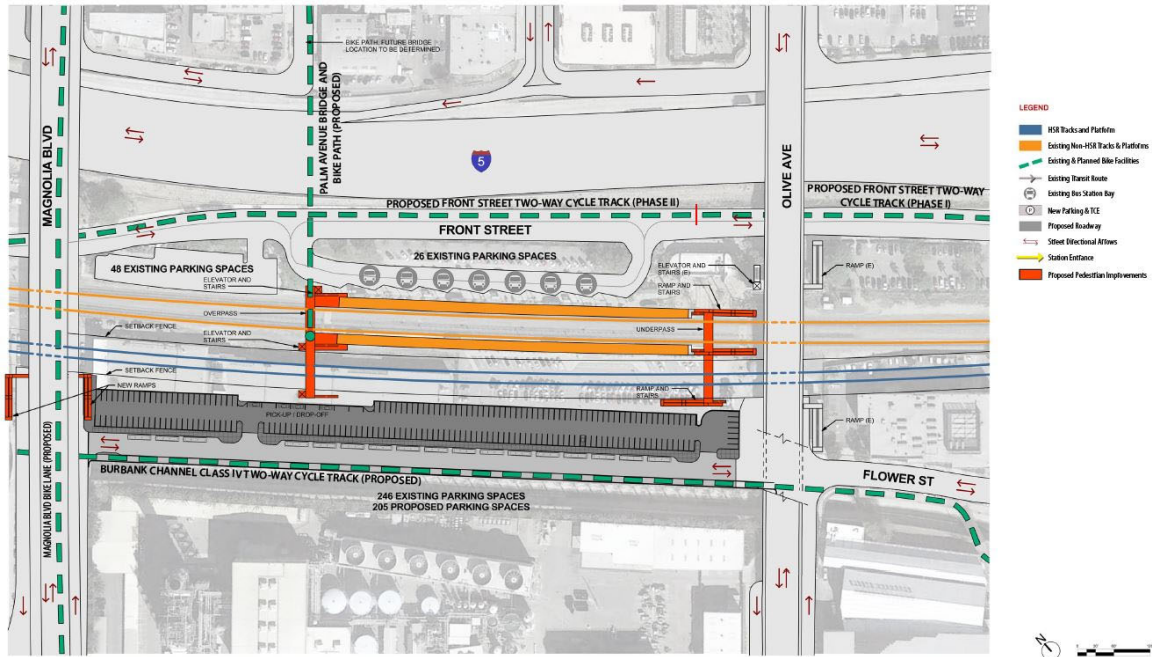 BIKE PATH, FUTURE BRIDGE
LOCATION TO BE DETERMINED
MAGNOLIA BLVD
PALM AVENUE BRIDGE AND
BIKE PATH (PROPOSED)
5
OLIVE AVE
PROPOSED FRONT STREET TWO-WAY CYCLE TRACK (PHASE II)
PROPOSED FRONT STREET TWO-WAY
CYCLE TRACK (PHASE I)
FRONT STREET
26 EXISTING PARKING SPACES
48 EXISTING PARKING SPACES
ELEVATOR AND
STAIRS
ELEVATOR AND
STAIRS (E)
RAMP AND
STAIRS
RAMP (E)
OVERPASS
SETBACK FENCE
ELEVATOR AND
STAIRS
UNDERPASS
SETBACK FENCE
NEW RAMPS
RAMP AND
STAIRS
PICK-UP / DROP-OFF
RAMP (E)
MAGNOLIA BLVD BIKE LANE (PROPOSED)
BURBANK CHANNEL CLASS IV TWO-WAY CYCLE TRACK (PROPOSED)
FLOWER ST
246 EXISTING PARKING SPACES
205 PROPOSED PARKING SPACES
LEGEND
HSR Tracks and Platform
Existing Non-HSR Tracks & Platforms
Existing & Planned Bike Facilities
Existing Transit Route
Existing Bus Station Bay
P
New Parking & TCE
Proposed Roadway
Street Directional Arrows
Station Entrance
Proposed Pedestrian Improvments
N